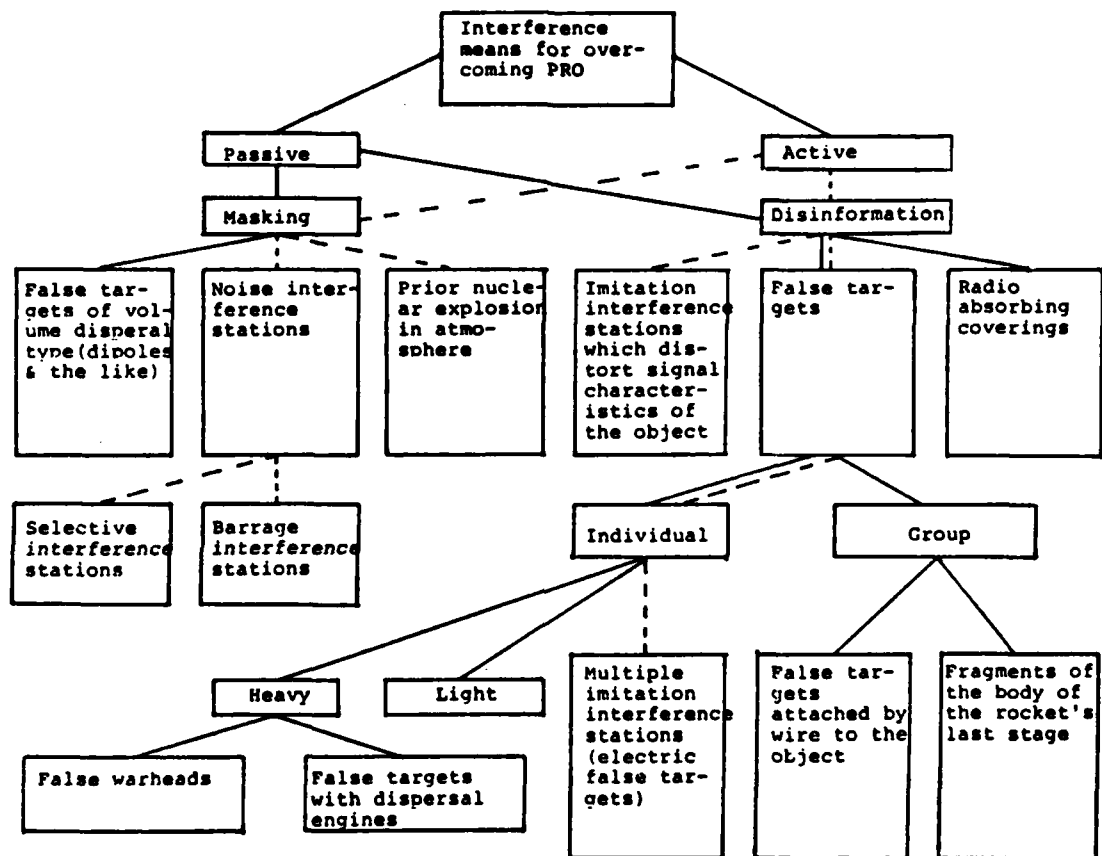 Interference
means for over-
coming PRO
Passive
Active
Masking
Disinformation
False tar-
gets of vol-
ume disperal
type(dipoles
& the like)
Noise inter-
ference
stations
Prior nucle-
ar explosion
in atmo-
sphere
Imitation
interference
stations
which dis-
tort signal
character-
istics of
the object
False tar-
gets
Radio
absorbing
coverings
Selective
interference
stations
Barrage
interference
stations
Individual
Group
Heavy
Light
Multiple
imitation
interference
stations
(electric
false tar-
gets)
False tar-
gets
attached by
wire to the
object
Fragments of
the body of
the rocket's
last stage
False warheads
False targets
with dispersal
engines